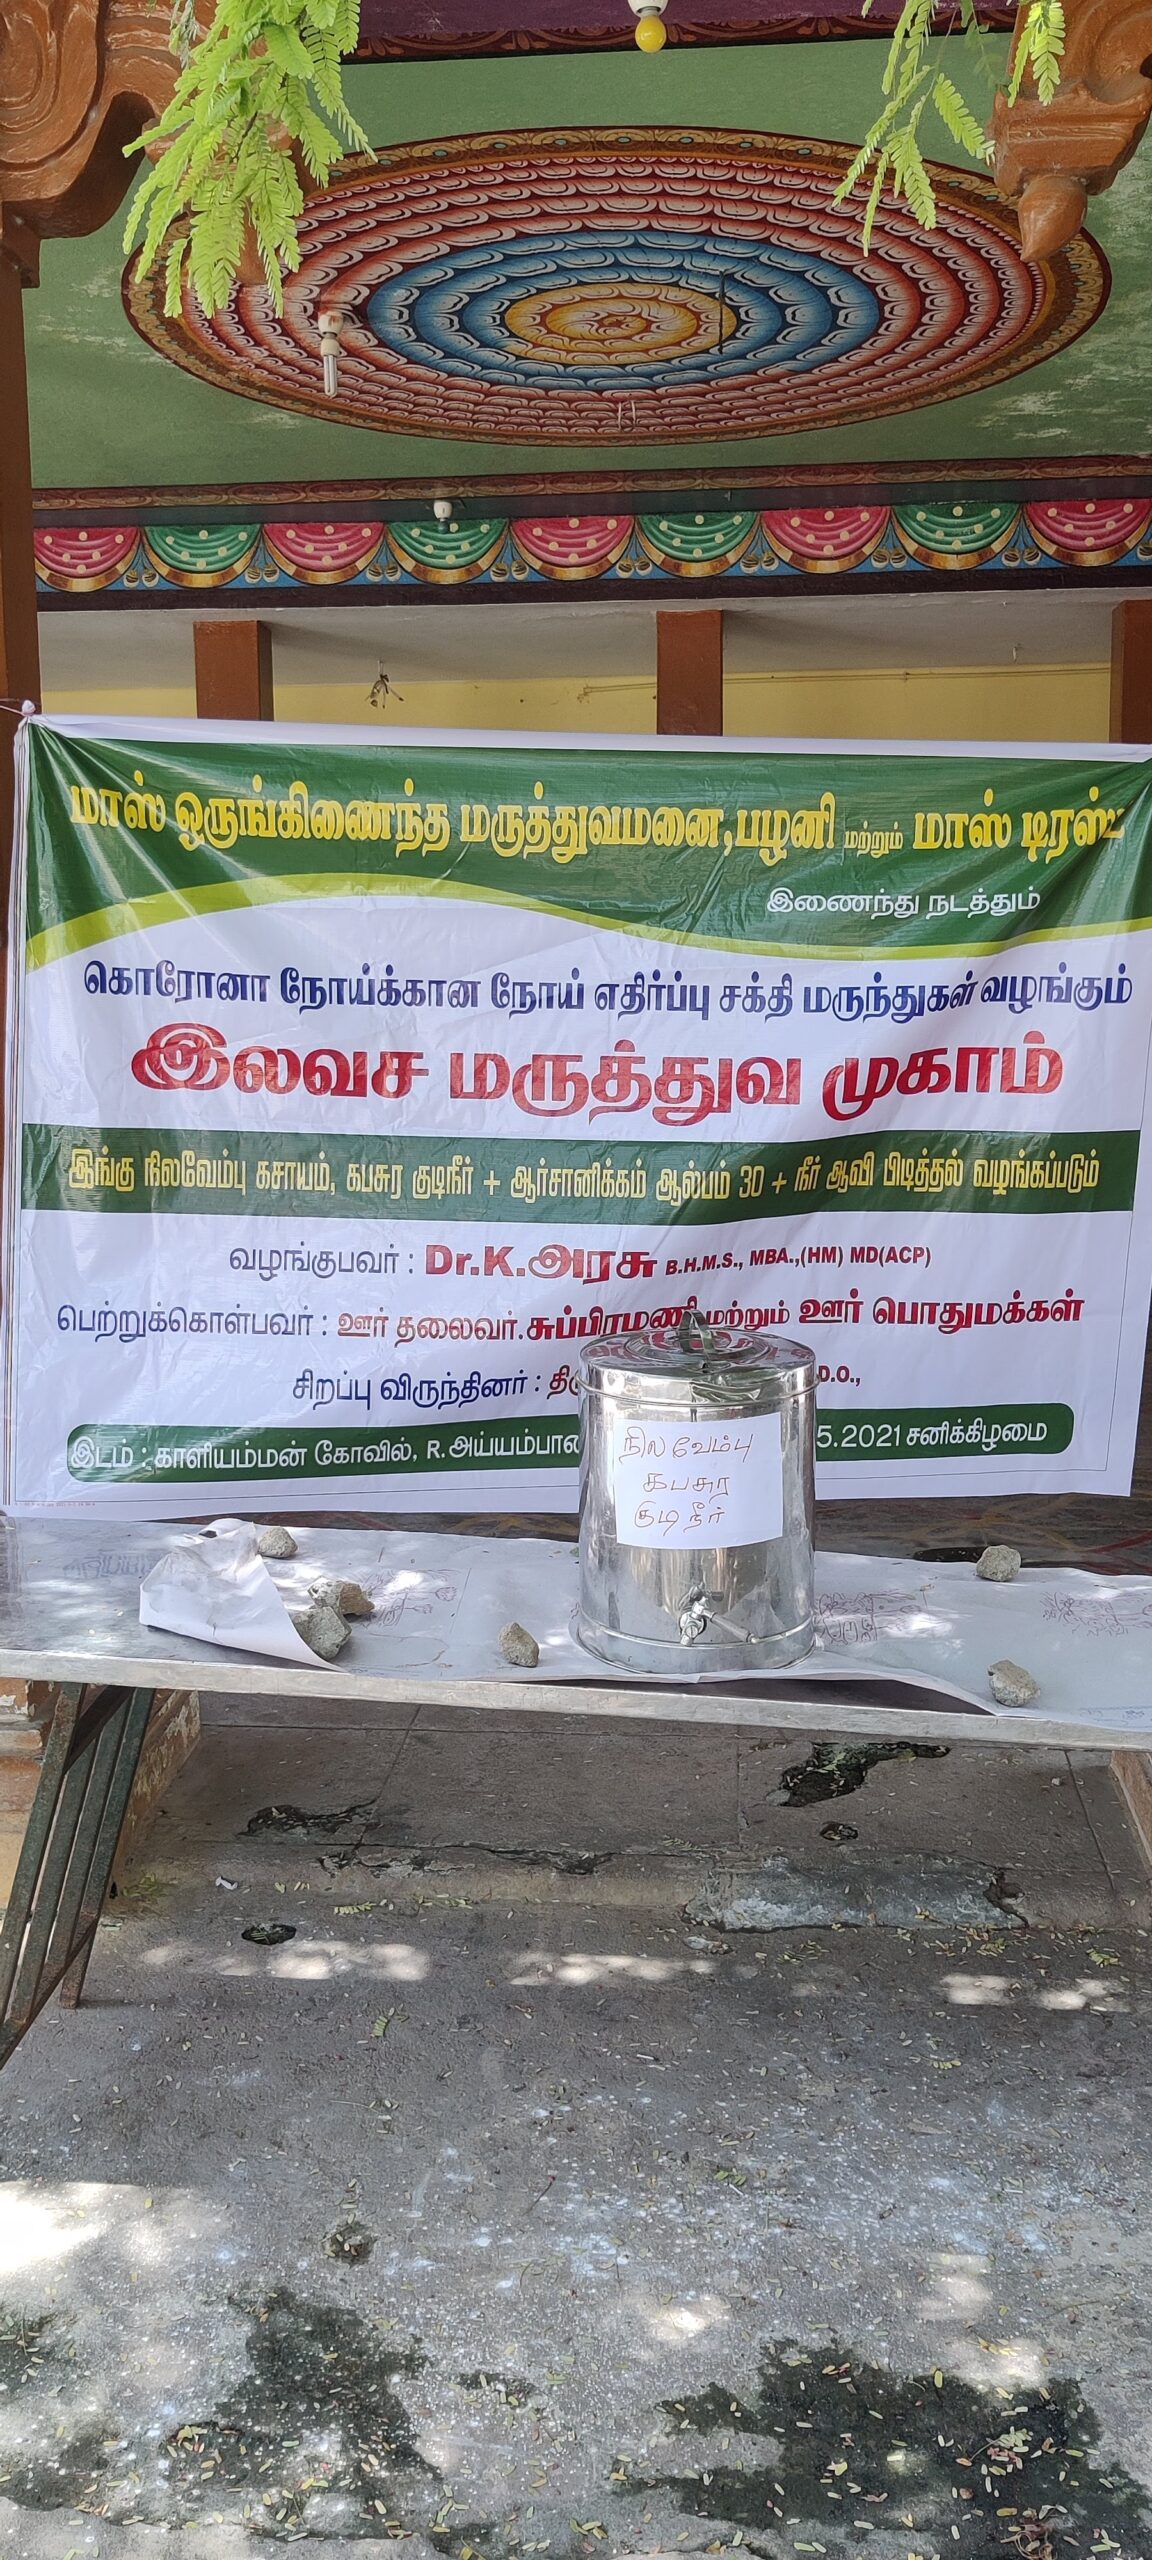 மாஸ் ஒருங்கிணைந்த மருத்துவமனை,பழனி மற்றும் மாஸ் டிரஸ்ட்
இணைந்து நடத்தும்
கொரோனா நோய்க்கான நோய் எதிர்ப்பு சக்தி மருந்துகள் வழங்கும்
இலவச மருத்துவ முகாம்
இங்கு நிலவேம்பு கசாயம், கபசுர குடிநீர் + ஆர்சானிக்கம் ஆல்பம் 30 + நீர் ஆவி பிடித்தல் வழங்கப்படும்
வழங்குபவர் : Dr.K.அரசு B.H.M.S., MBA.,(HM) MD(ACP)
பெற்றுக்கொள்பவர் : ஊர் தலைவர்.சுப்பிரமணி மற்றும் ஊர் பொதுமக்கள்
சிறப்பு விருந்தினர் : D.O.,
இடம் : காளியம்மன் கோவில், R.அய்யம்பா 5.2021 சனிக்கிழமை
நில வேம்பு
கபசுர
குடி நீர்